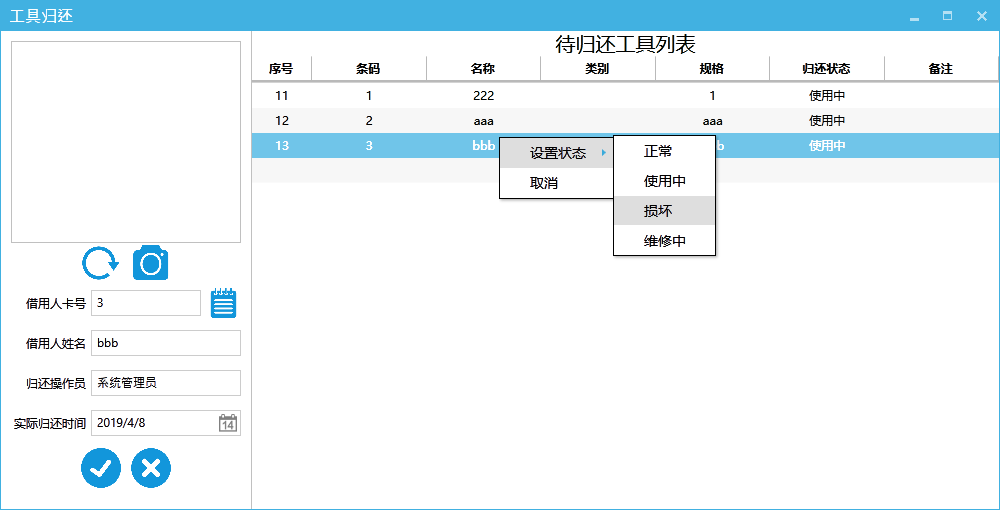 工具归还
待归还工具列表
序号 条码 名称 类别 规格 归还状态 备注
11 1 222 1 使用中
12 2 aaa aaa 使用中
13 3 bbb b 使用中
设置状态
取消
正常
使用中
损坏
维修中
借用人卡号 3
借用人姓名 bbb
归还操作员 系统管理员
实际归还时间 2019/4/8 14